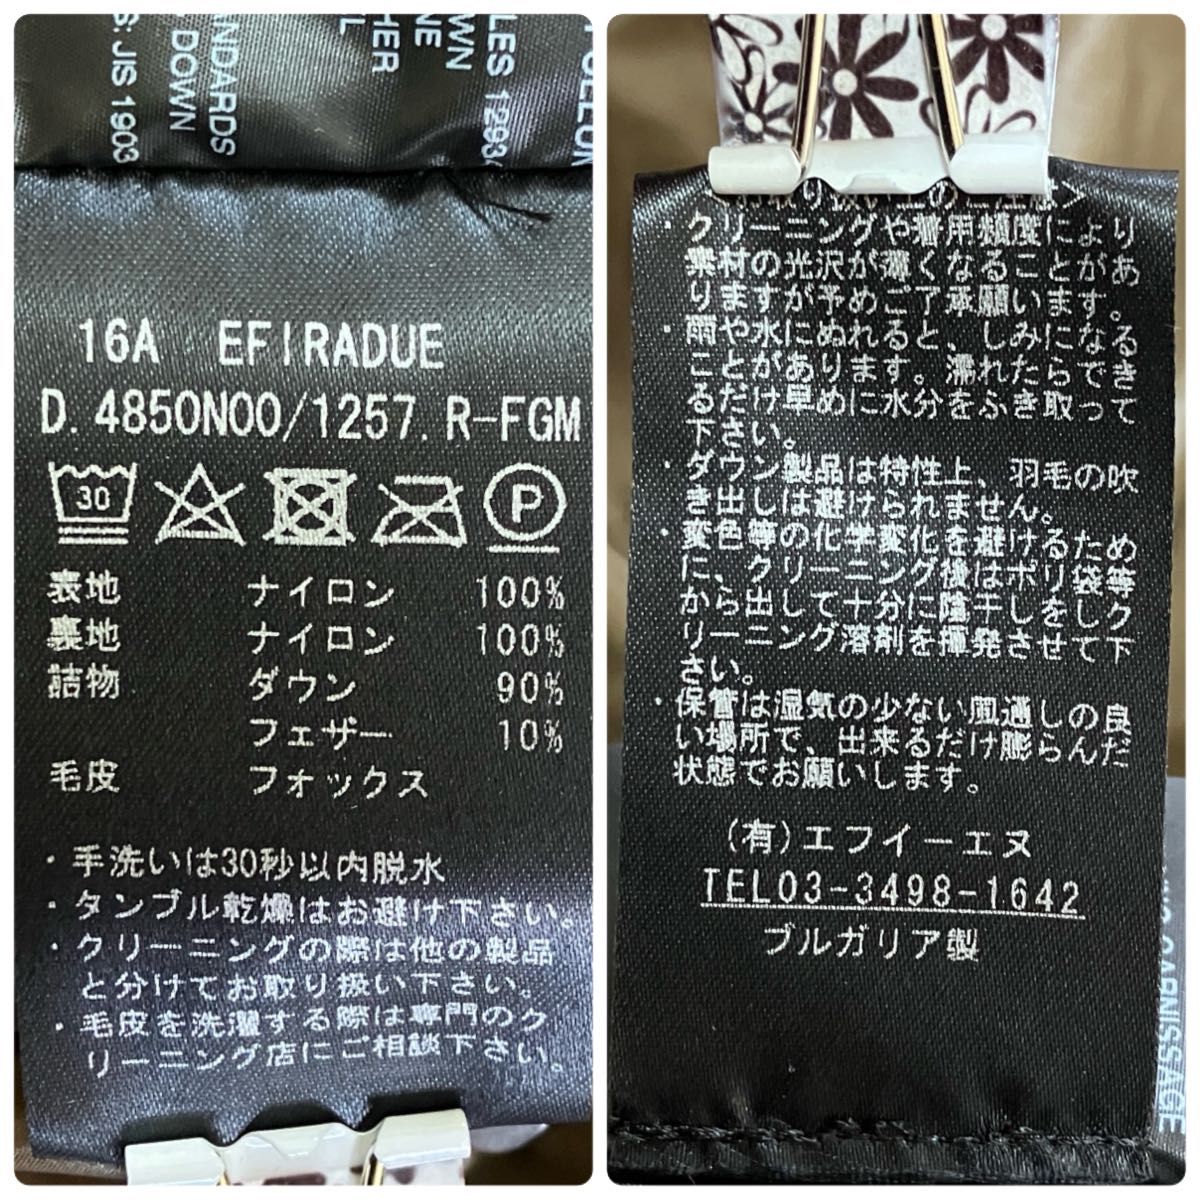 ANDARDS
DOWN
: JIS 1903
16A EFIRADUE
D. 4850N00/1257. R-FGM
30
P
表地 ナイロン 100%
裏地 ナイロン 100%
詰物 ダウン 90%
フェザー 10%
毛皮 フォックス
・手洗いは30秒以内脱水
・タンブル乾燥はお避け下さい。
・クリーニングの際は他の製品
と分けてお取り扱い下さい。
・毛皮を洗濯する際は専門のク
リーニング店にご相談下さい。
・クリーニングや着用頻度により
素材の光沢が薄くなることがあ
りますが予めご了承願います。
・雨や水にぬれると、しみになる
ことがあります。濡れたらでき
るだけ早めに水分をふき取って
下さい。
・ダウン製品は特性上、羽毛の吹
き出しは避けられません。
・変色等の化学変化を避けるため
に、クリーニング後はポリ袋等
から出して十分に陰干しをしてク
リーニング溶剤を揮発させて下
さい。
・保管は湿気の少ない風通しの良
い場所で、出来るだけ膨らんだ
状態でお願いします。
(有)エフイーエヌ
TEL03-3498-1642
ブルガリア製